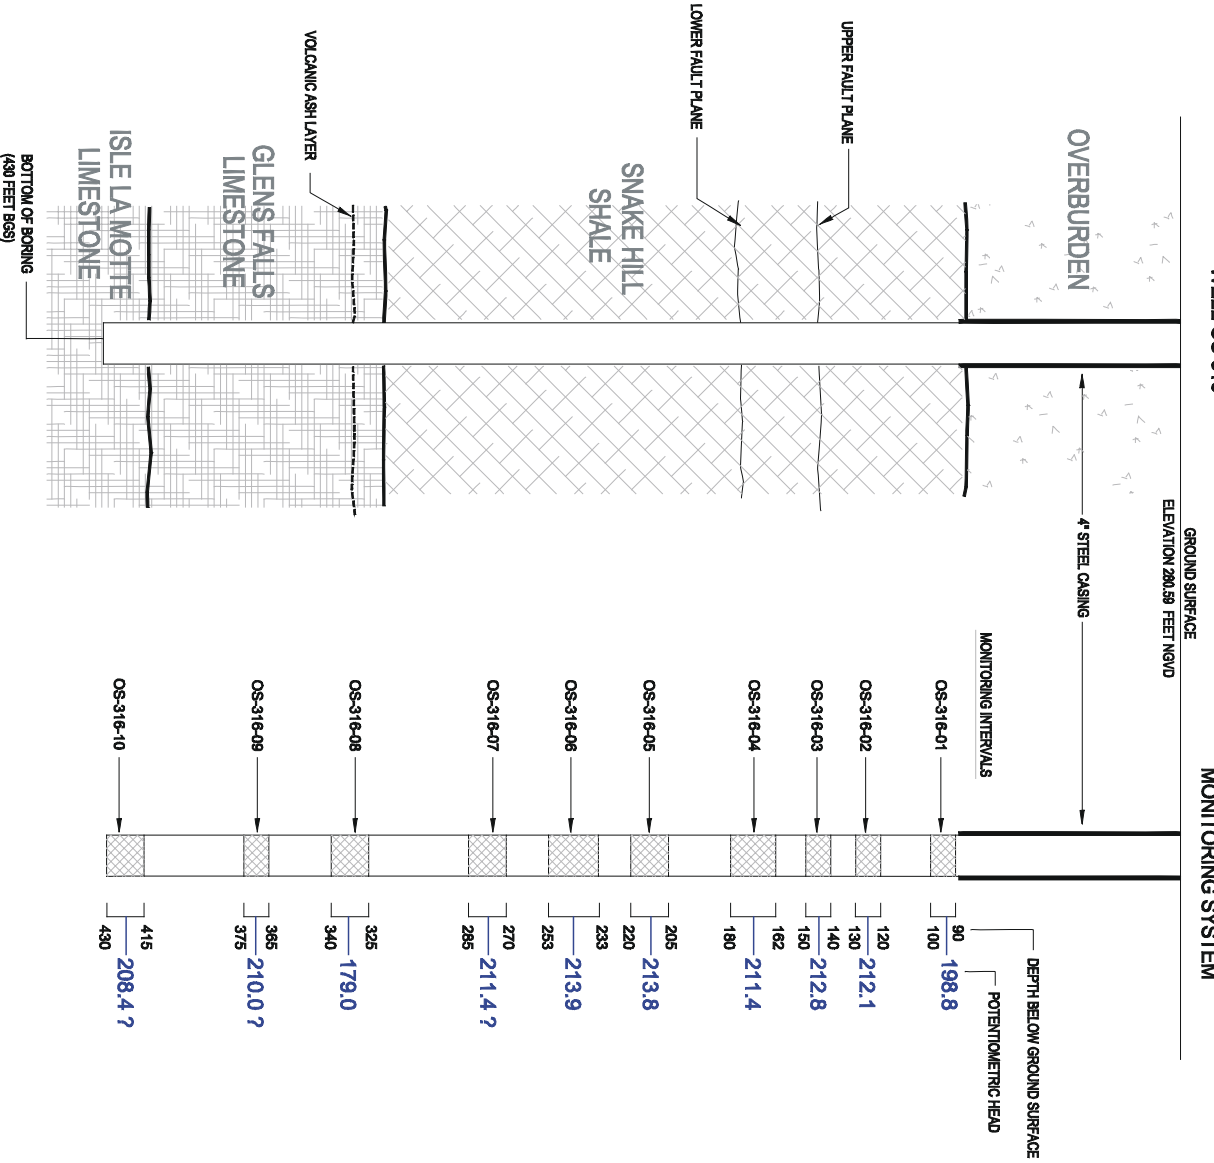 MONITORING SYSTEM
GROUND SURFACE
ELEVATION 280.59 FEET NGVD
OVERBURDEN
4" STEEL CASING
DEPTH BELOW GROUND SURFACE
POTENTIOMETRIC HEAD
MONITORING INTERVALS
OS-316-01
90
100
198.8
OS-316-02
120
130
212.1
UPPER FAULT PLANE
OS-316-03
140
150
212.8
LOWER FAULT PLANE
OS-316-04
162
180
211.4
SNAKE HILL
SHALE
OS-316-05
205
220
213.8
OS-316-06
233
253
213.9
OS-316-07
270
285
211.4 ?
VOLCANIC ASH LAYER
OS-316-08
325
340
179.0
GLENS FALLS
LIMESTONE
OS-316-09
365
375
210.0 ?
ISLE LA MOTTE
LIMESTONE
OS-316-10
415
430
208.4 ?
BOTTOM OF BORING
(430 FEET BGS)